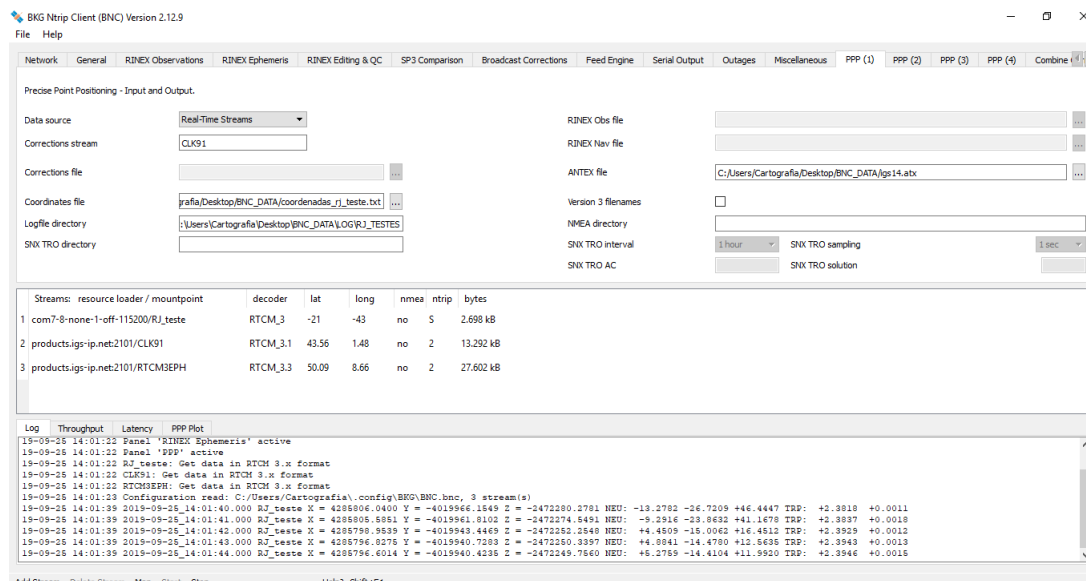 BKG Ntrip Client (BNC) Version 2.12.9
File Help
Network General RINEX Observations RINEX Ephemeris RINEX Editing & QC SP3 Comparison Broadcast Corrections Feed Engine Serial Output Outages Miscellaneous PPP (1) PPP (2) PPP (3) PPP (4) Combine
Precise Point Positioning - Input and Output.
Data source Real-Time Streams RINEX Obs file ...
Corrections stream CLK91 RINEX Nav file ...
Corrections file ... ANTEX file C:/Users/Cartografia/Desktop/BNC_DATA/igs14.atx ...
Coordinates file grafia/Desktop/BNC_DATA/coordenadas_rj_teste.txt ... Version 3 filenames
Logfile directory :\Users\Cartografia\Desktop\BNC_DATA\LOG\RJ_TESTES NMEA directory
SNX TRO directory SNX TRO interval 1 hour SNX TRO sampling 1 sec
SNX TRO AC SNX TRO solution
Streams: resource loader / mountpoint decoder lat long nmea ntrip bytes
1 com7-8-none-1-off-115200/RJ_teste RTCM_3 -21 -43 no S 2.698 kB
2 products.igs-ip.net:2101/CLK91 RTCM_3.1 43.56 1.48 no 2 13.292 kB
3 products.igs-ip.net:2101/RTCM3EPH RTCM_3.3 50.09 8.66 no 2 27.602 kB
Log Throughput Latency PPP Plot
19-09-25 14:01:22 Panel 'RINEX Ephemeris' active
19-09-25 14:01:22 Panel 'PPP' active
19-09-25 14:01:22 RJ_teste: Get data in RTCM 3.x format
19-09-25 14:01:22 CLK91: Get data in RTCM 3.x format
19-09-25 14:01:22 RTCM3EPH: Get data in RTCM 3.x format
19-09-25 14:01:23 Configuration read: C:/Users/Cartografia\.config\BKG\BNC.bnc, 3 stream(s)
19-09-25 14:01:39 2019-09-25_14:01:40.000 RJ_teste X = 4285806.0400 Y = -4019966.1549 Z = -2472280.2781 NEU: -13.2782 -26.7209 +46.4447 TRP: +2.3818 +0.0011
19-09-25 14:01:39 2019-09-25_14:01:41.000 RJ_teste X = 4285805.5851 Y = -4019961.8102 Z = -2472274.5491 NEU: -9.2916 -23.8632 +41.1678 TRP: +2.3837 +0.0018
19-09-25 14:01:39 2019-09-25_14:01:42.000 RJ_teste X = 4285798.9539 Y = -4019943.4469 Z = -2472252.2548 NEU: +4.4509 -15.0062 +16.4512 TRP: +2.3929 +0.0012
19-09-25 14:01:39 2019-09-25_14:01:43.000 RJ_teste X = 4285796.8275 Y = -4019940.7283 Z = -2472250.3397 NEU: +4.8841 -14.4780 +12.5635 TRP: +2.3943 +0.0013
19-09-25 14:01:39 2019-09-25_14:01:44.000 RJ_teste X = 4285796.6014 Y = -4019940.4235 Z = -2472249.7560 NEU: +5.2759 -14.4104 +11.9920 TRP: +2.3946 +0.0015